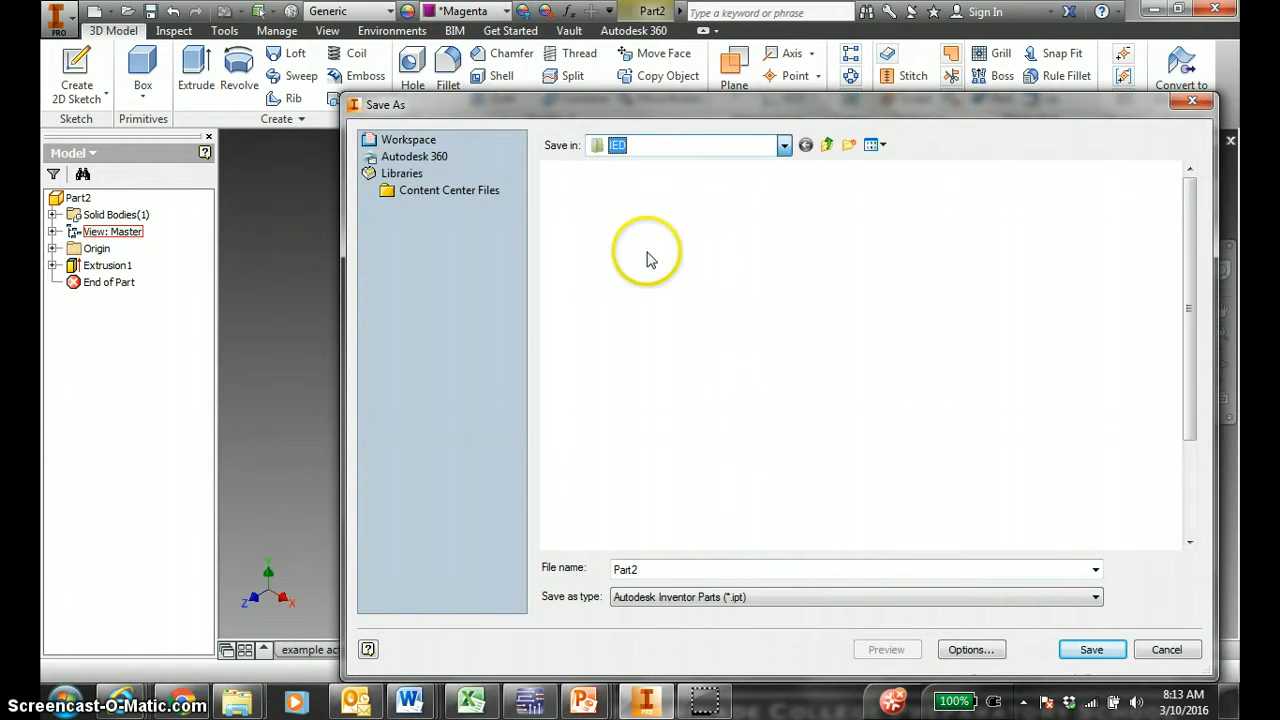 Generic
*Magenta
Part2
Type a keyword or phrase
Sign In
PRO
3D Model
Inspect
Tools
Manage
View
Environments
BIM
Get Started
Vault
Autodesk 360
Create
2D Sketch
Box
Extrude
Revolve
Loft
Sweep
Rib
Coil
Emboss
Hole
Fillet
Chamfer
Shell
Thread
Split
Move Face
Copy Object
Plane
Axis
Point
Stitch
Grill
Boss
Snap Fit
Rule Fillet
Convert to
Sketch
Primitives
Create
Save As
Model
Part2
Solid Bodies(1)
View: Master
Origin
Extrusion1
End of Part
Workspace
Autodesk 360
Libraries
Content Center Files
Save in:
IED
File name:
Part2
Save as type:
Autodesk Inventor Parts (*.ipt)
Preview
Options...
Save
Cancel
Y
Z
X
example ac
100%
8:13 AM
3/10/2016
Screencast-O-Matic.com